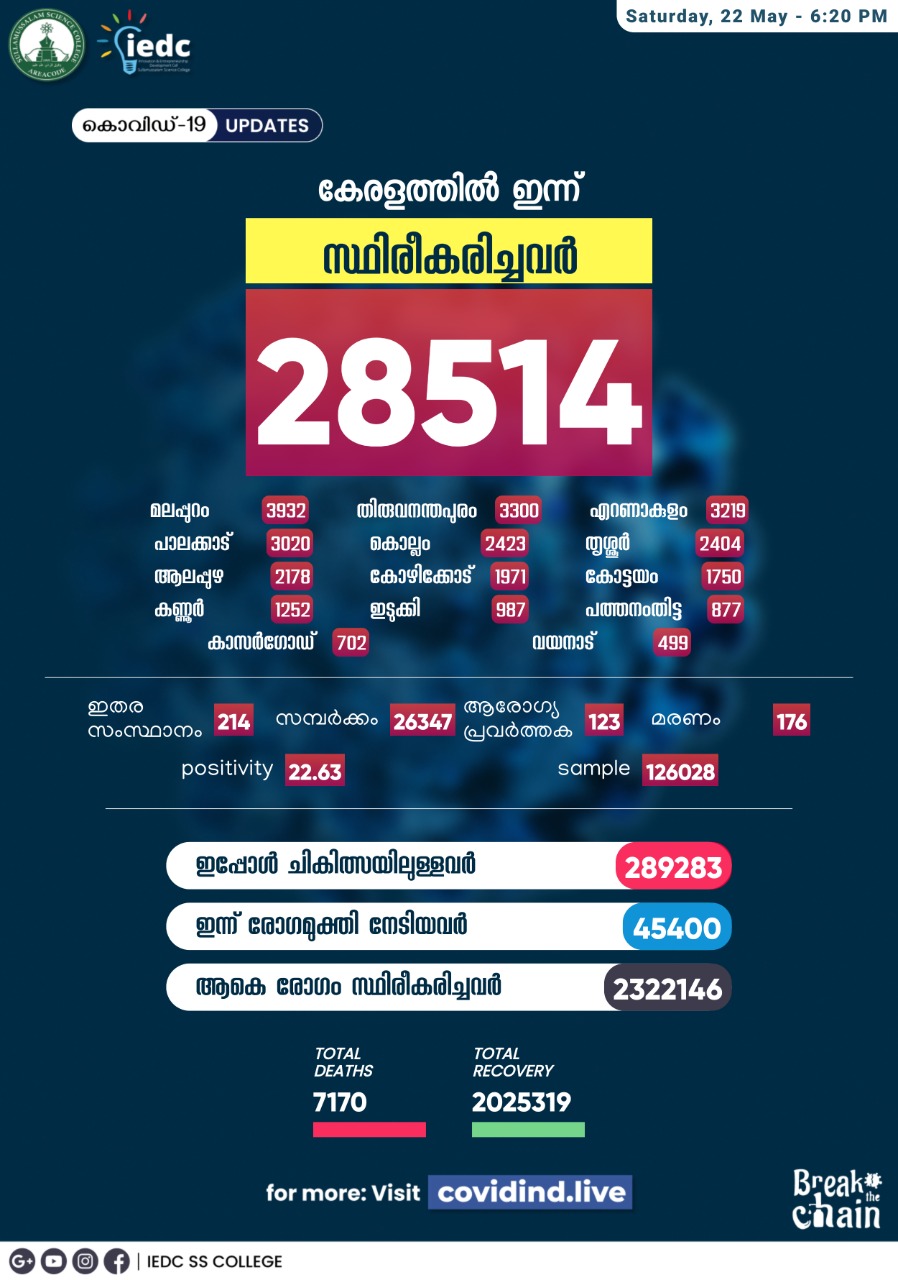 Saturday, 22 May - 6:20 PM
SULLAMUSSALAM SCIENCE COLLEGE
AREACODE
iedc
കൊവിഡ്-19 UPDATES
കേരളത്തിൽ ഇന്ന്
സ്ഥിരീകരിച്ചവർ
28514
മലപ്പുറം 3932 തിരുവനന്തപുരം 3300 എറണാകുളം 3219
പാലക്കാട് 3020 കൊല്ലം 2423 തൃശ്ശൂർ 2404
ആലപ്പുഴ 2178 കോഴിക്കോട് 1971 കോട്ടയം 1750
കണ്ണൂർ 1252 ഇടുക്കി 987 പത്തനംതിട്ട 877
കാസർഗോഡ് 702 വയനാട് 499
ഇതര
സംസ്ഥാനം 214 സമ്പർക്കം 26347 ആരോഗ്യ
പ്രവർത്തക 123 മരണം 176
positivity 22.63 sample 126028
ഇപ്പോൾ ചികിത്സയിലുള്ളവർ 289283
ഇന്ന് രോഗമുക്തി നേടിയവർ 45400
ആകെ രോഗം സ്ഥിരീകരിച്ചവർ 2322146
TOTAL
DEATHS
7170
TOTAL
RECOVERY
2025319
for more: Visit covidind.live
Break
the
chain
IEDC SS COLLEGE